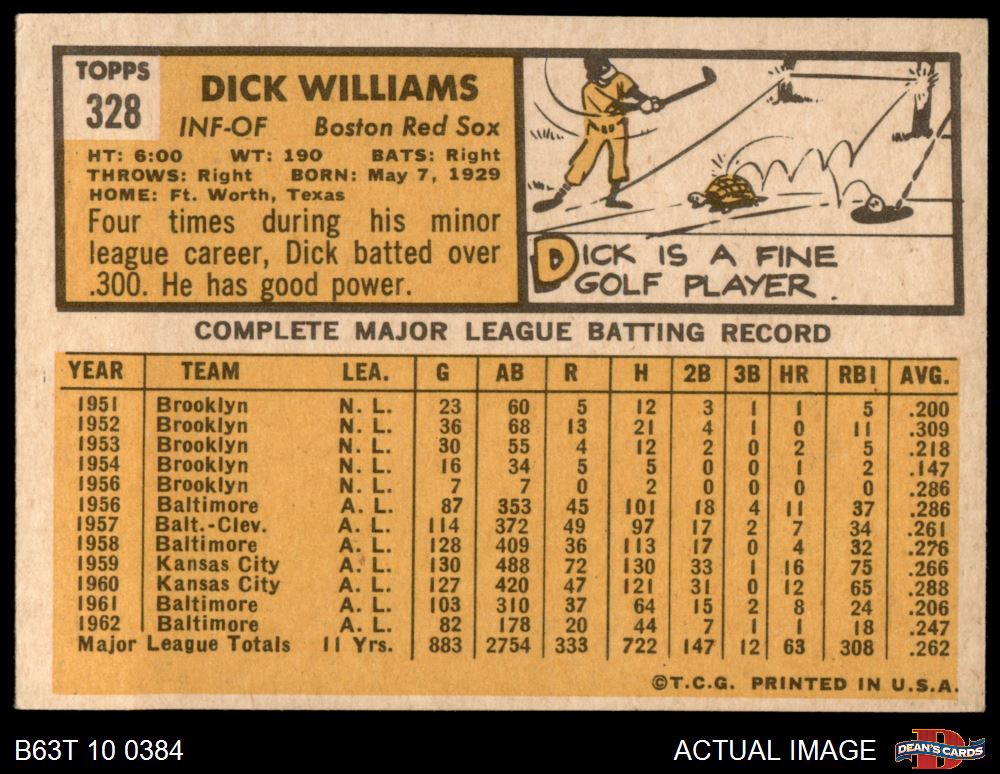 TOPPS
328
DICK WILLIAMS
INF-OF Boston Red Sox
HT: 6:00 WT: 190 BATS: Right
THROWS: Right BORN: May 7, 1929
HOME: Ft. Worth, Texas
Four times during his minor
league career, Dick batted over
.300. He has good power.
DICK IS A FINE
GOLF PLAYER.
COMPLETE MAJOR LEAGUE BATTING RECORD
YEAR TEAM LEA. G AB R H 2B 3B HR RBI AVG.
1951 Brooklyn N. L. 23 60 5 12 3 1 1 5 .200
1952 Brooklyn N. L. 36 68 13 21 4 1 0 11 .309
1953 Brooklyn N. L. 30 55 4 12 2 0 2 5 .218
1954 Brooklyn N. L. 16 34 5 5 0 0 1 2 .147
1956 Brooklyn N. L. 7 7 0 2 0 0 0 0 .286
1956 Baltimore A. L. 87 353 45 101 18 4 11 37 .286
1957 Balt.-Clev. A. L. 114 372 49 97 17 2 7 34 .261
1958 Baltimore A. L. 128 409 36 113 17 0 4 32 .276
1959 Kansas City A. L. 130 488 72 130 33 1 16 75 .266
1960 Kansas City A. L. 127 420 47 121 31 0 12 65 .288
1961 Baltimore A. L. 103 310 37 64 15 2 8 24 .206
1962 Baltimore A. L. 82 178 20 44 7 1 1 18 .247
Major League Totals 11 Yrs. 883 2754 333 722 147 12 63 308 .262
©T.C.G. PRINTED IN U.S.A.
B63T 10 0384
ACTUAL IMAGE
D
DEAN'S CARDS